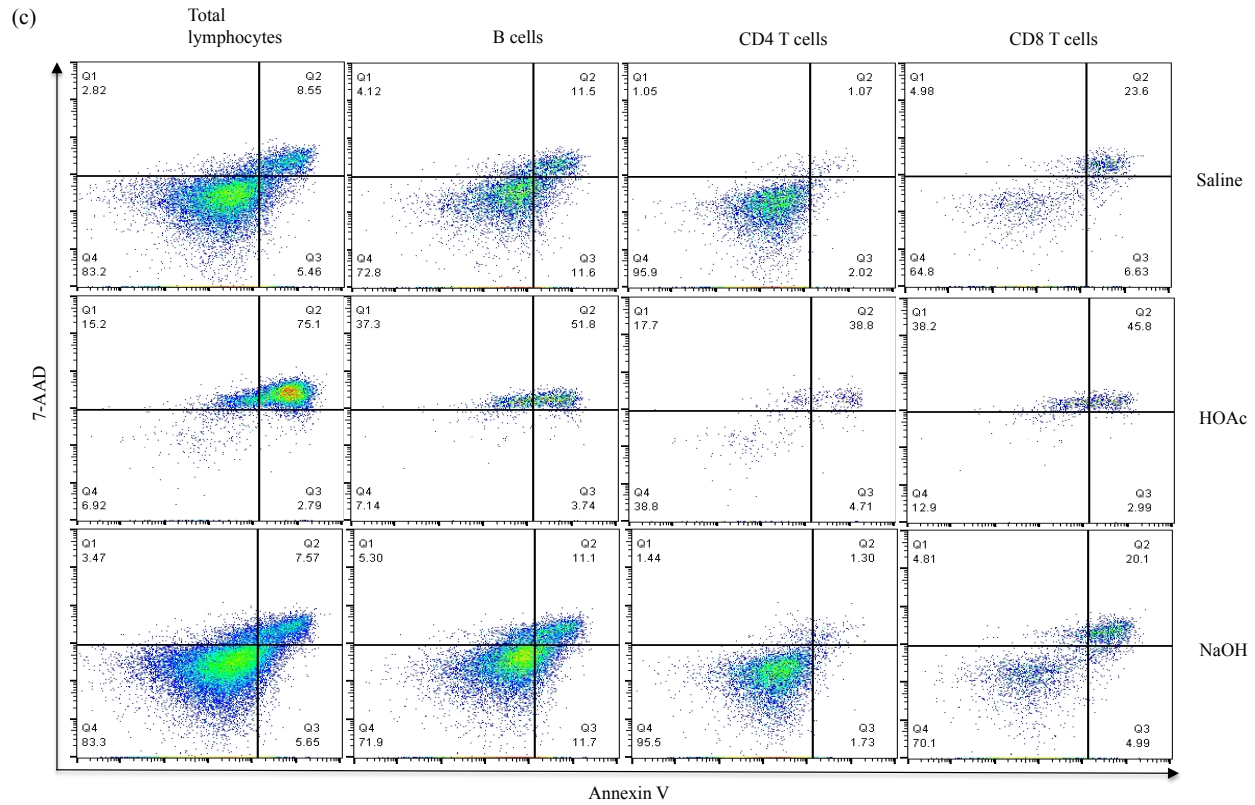 (c)
Total
lymphocytes
B cells
CD4 T cells
CD8 T cells
Q1
2.82
Q2
8.55
Q4
83.2
Q3
5.46
Q1
4.12
Q2
11.5
Q4
72.8
Q3
11.6
Q1
1.05
Q2
1.07
Q4
95.9
Q3
2.02
Q1
4.98
Q2
23.6
Q4
64.8
Q3
6.63
Saline
Q1
15.2
Q2
75.1
Q4
6.92
Q3
2.79
Q1
37.3
Q2
51.8
Q4
7.14
Q3
3.74
Q1
17.7
Q2
38.8
Q4
38.8
Q3
4.71
Q1
38.2
Q2
45.8
Q4
12.9
Q3
2.99
HOAc
7-AAD
Q1
3.47
Q2
7.57
Q4
83.3
Q3
5.65
Q1
5.30
Q2
11.1
Q4
71.9
Q3
11.7
Q1
1.44
Q2
1.30
Q4
95.5
Q3
1.73
Q1
4.81
Q2
20.1
Q4
70.1
Q3
4.99
NaOH
Annexin V